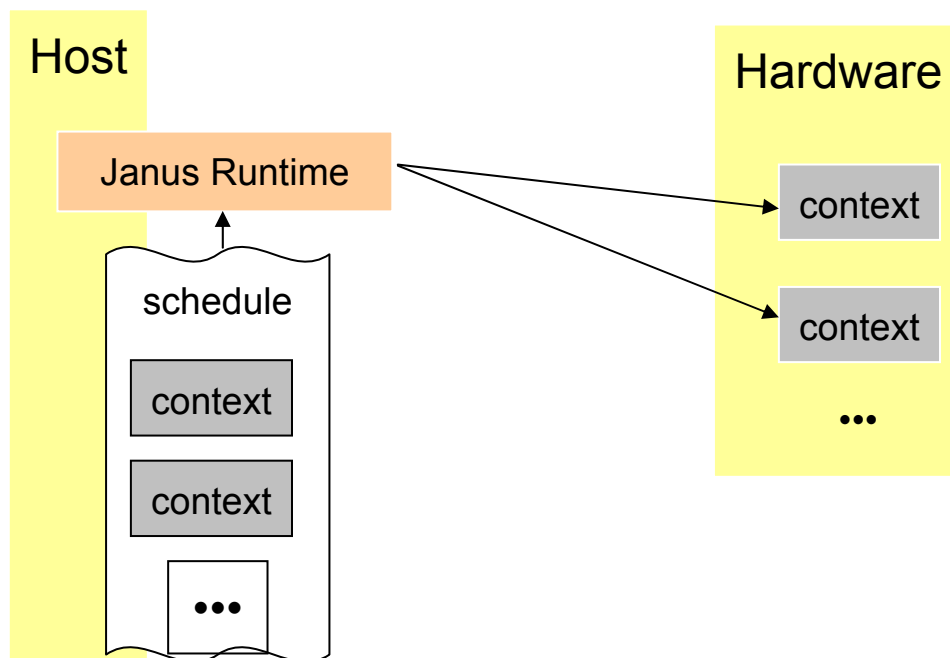 Host
Janus Runtime
schedule
context
context
•••
Hardware
context
context
•••